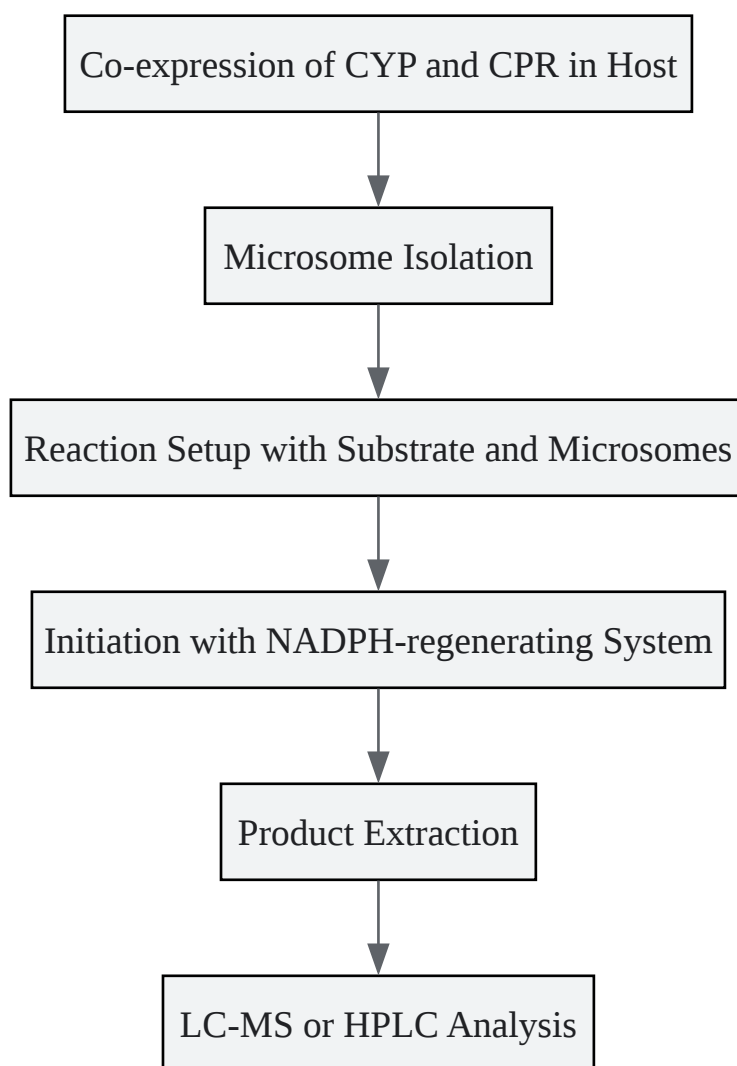 Co-expression of CYP and CPR in Host
Microsome Isolation
Reaction Setup with Substrate and Microsomes
Initiation with NADPH-regenerating System
Product Extraction
LC-MS or HPLC Analysis